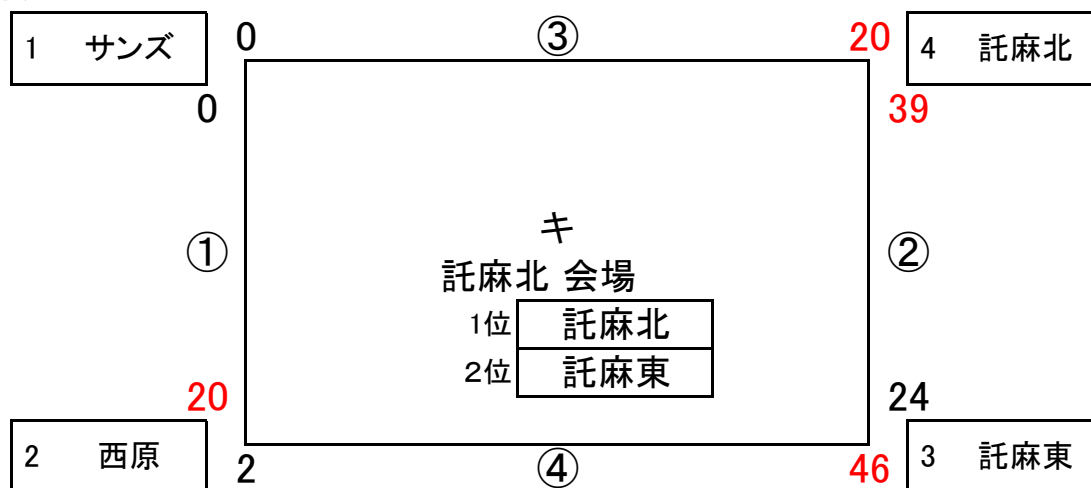 1 サンズ 0 ③ 20 4 託麻北
0 39
キ
① ②
託麻北 会場
1位 託麻北
2位 託麻東
20 24
2 西原 2 ④ 46 3 託麻東